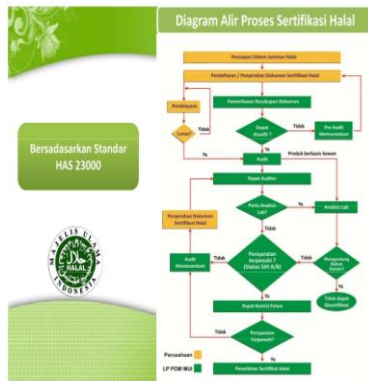 Diagram Alir Proses Sertifikasi Halal
Bersadasarkan Standar
HAS 23000
MAJELIS ULAMA
HALAL
INDONESIA
Persiapan Sistem Jaminan Halal
Pendaftaran / Penyerahan Dokumen Sertifikasi Halal
Pembiayaan
Pemeriksaan Kecukupan Dokumen
Tidak
Lunas?
Dapat
diaudit ?
Tidak
Pre Audit
Memorandum
Ya
Ya
Audit
Produk berbasis hewan
Rapat Auditor
Penyerahan Dokumen
Sertifikasi Halal
Perlu Analisis
Lab?
Ya
Analisis Lab
Tidak
Audit
Memorandum
Tidak
Persyaratan
terpenuhi ?
(Status SJH A/B)
Tidak
Mengandung
Bahan
Haram?
Ya
Ya
Rapat Komisi Fatwa
Tidak dapat
Disertifikasi
Tidak
Persyaratan
Terpenuhi?
Ya
Perusahaan
LP POM MUI
Penerbitan Sertifikat Halal